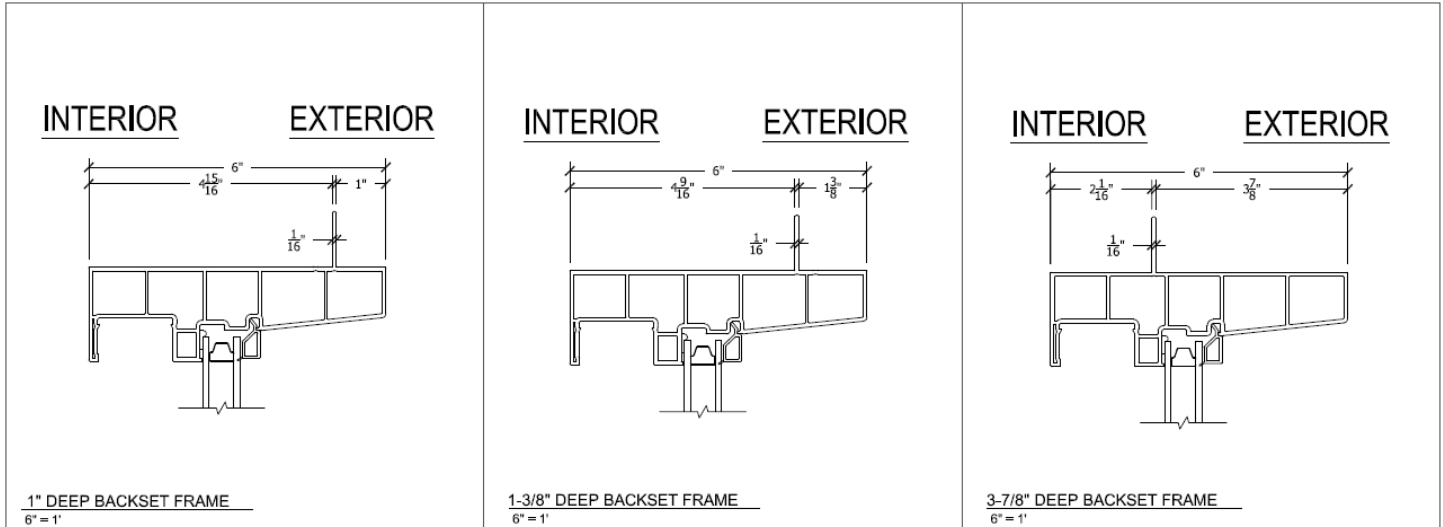 INTERIOR EXTERIOR
6"
4 15/16" 1"
1/16"
1" DEEP BACKSET FRAME
6" = 1'
INTERIOR EXTERIOR
6"
4 9/16" 1 3/8"
1/16"
1-3/8" DEEP BACKSET FRAME
6" = 1'
INTERIOR EXTERIOR
6"
2 1/16" 3 7/8"
1/16"
3-7/8" DEEP BACKSET FRAME
6" = 1'